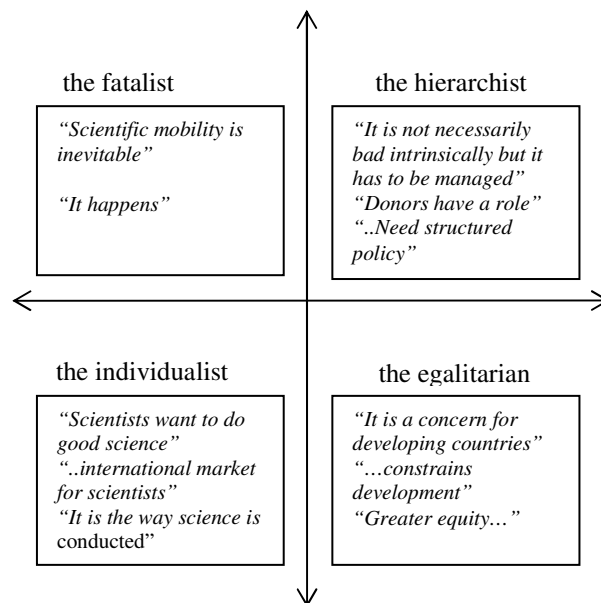 the fatalist
“Scientific mobility is
inevitable”
“It happens”
the hierarchist
“It is not necessarily
bad intrinsically but it
has to be managed”
“Donors have a role”
“..Need structured
policy”
the individualist
“Scientists want to do
good science”
“..international market
for scientists”
“It is the way science is
conducted”
the egalitarian
“It is a concern for
developing countries”
“…constrains
development”
“Greater equity…”